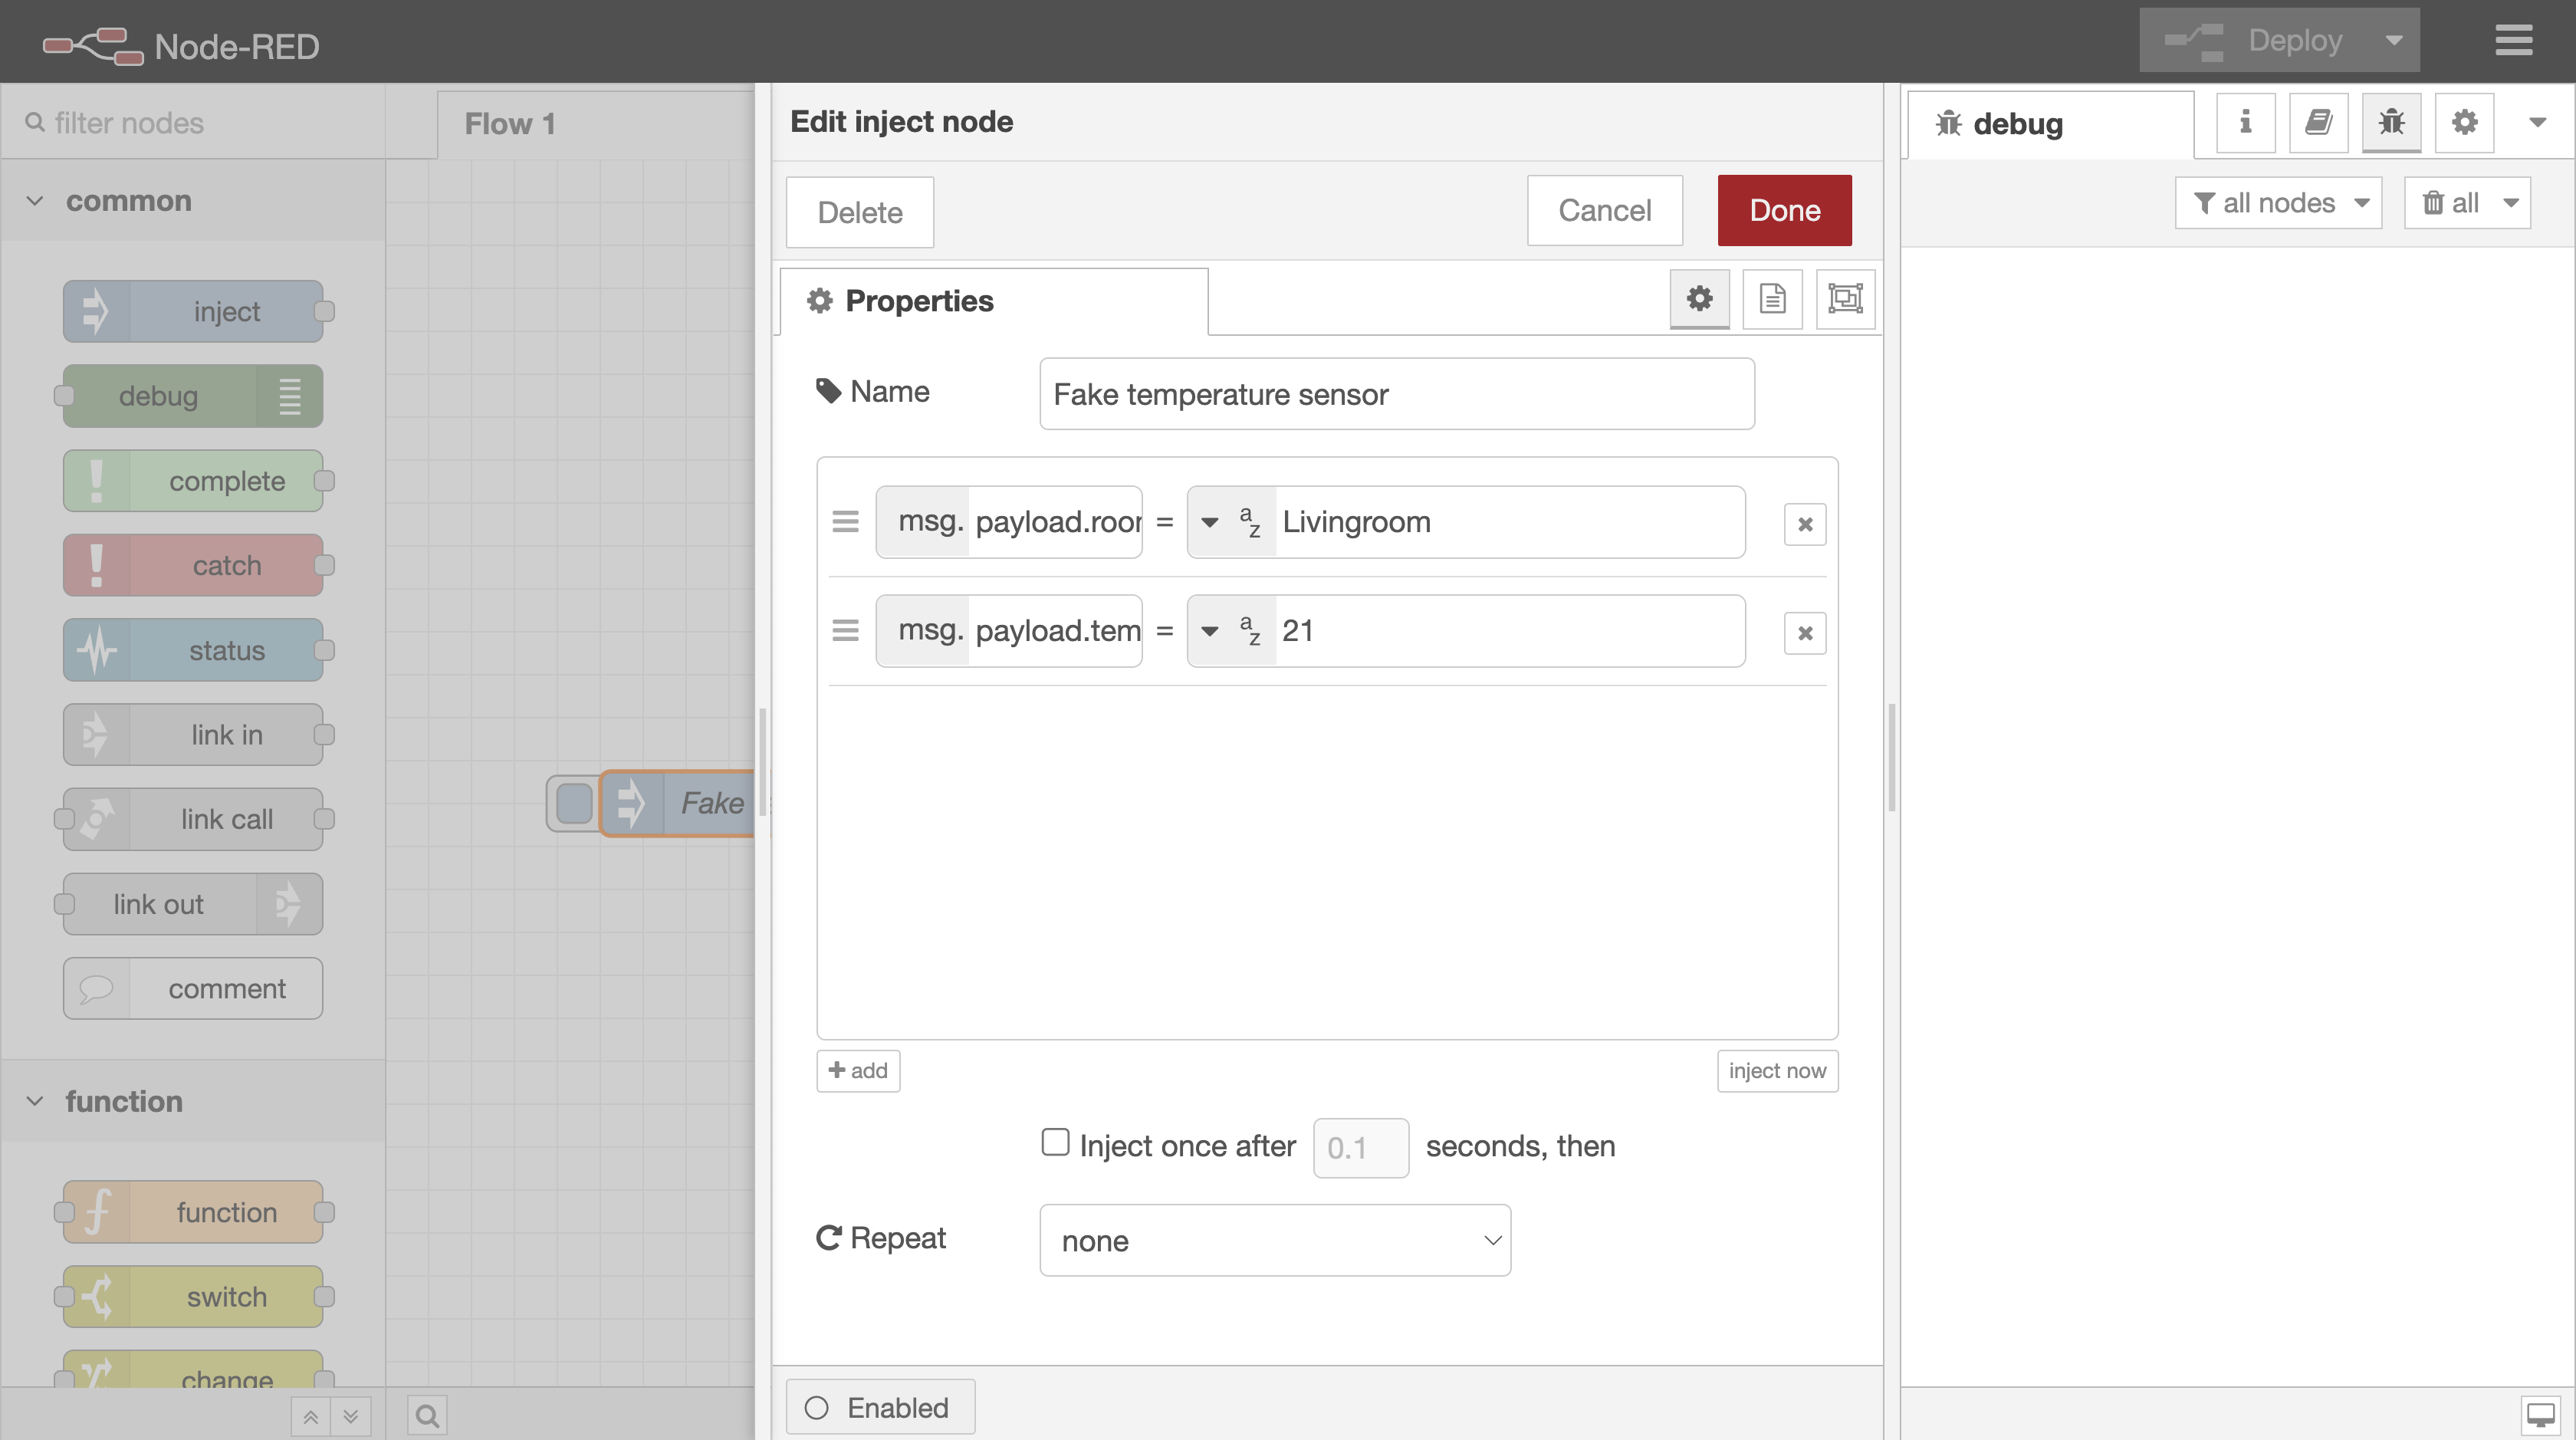 Node-RED
Deploy
filter nodes
Flow 1
common
inject
debug
complete
catch
status
link in
link call
link out
comment
function
function
switch
change
Fake
Edit inject node
Delete
Cancel
Done
Properties
Name
Fake temperature sensor
msg. payload.roor = az Livingroom
msg. payload.tem = az 21
add
inject now
Inject once after 0.1 seconds, then
Repeat
none
Enabled
debug
all nodes
all